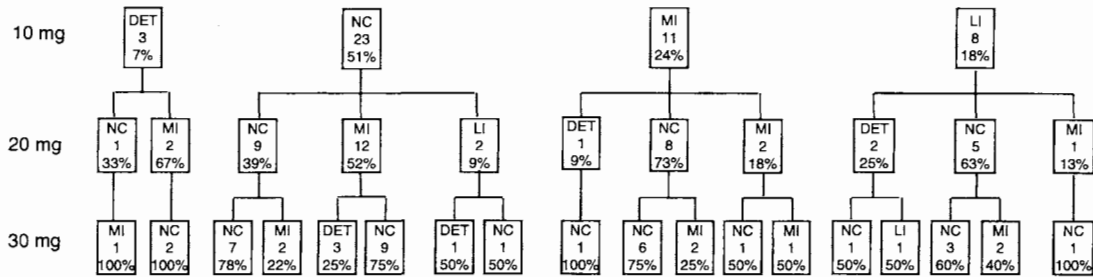 10 mg
DET
3
7%
NC
23
51%
MI
11
24%
LI
8
18%
20 mg
NC
1
33%
MI
2
67%
NC
9
39%
MI
12
52%
LI
2
9%
DET
1
9%
NC
8
73%
MI
2
18%
DET
2
25%
NC
5
63%
MI
1
13%
30 mg
MI
1
100%
NC
2
100%
NC
7
78%
MI
2
22%
DET
3
25%
NC
9
75%
DET
1
50%
NC
1
50%
NC
1
100%
NC
6
75%
MI
2
25%
NC
1
50%
MI
1
50%
NC
1
50%
LI
1
50%
NC
3
60%
MI
2
40%
NC
1
100%